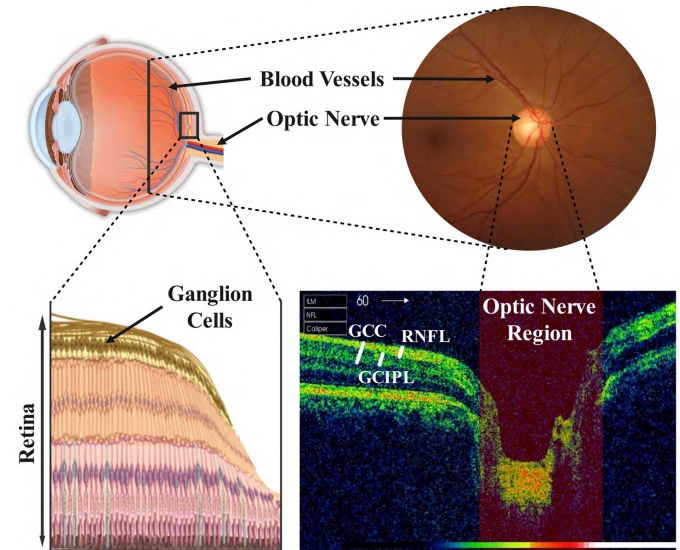 Blood Vessels
Optic Nerve
Ganglion
Cells
Retina
ILM
NFL
Caliper
60
Optic Nerve
Region
GCC
RNFL
GCIPL